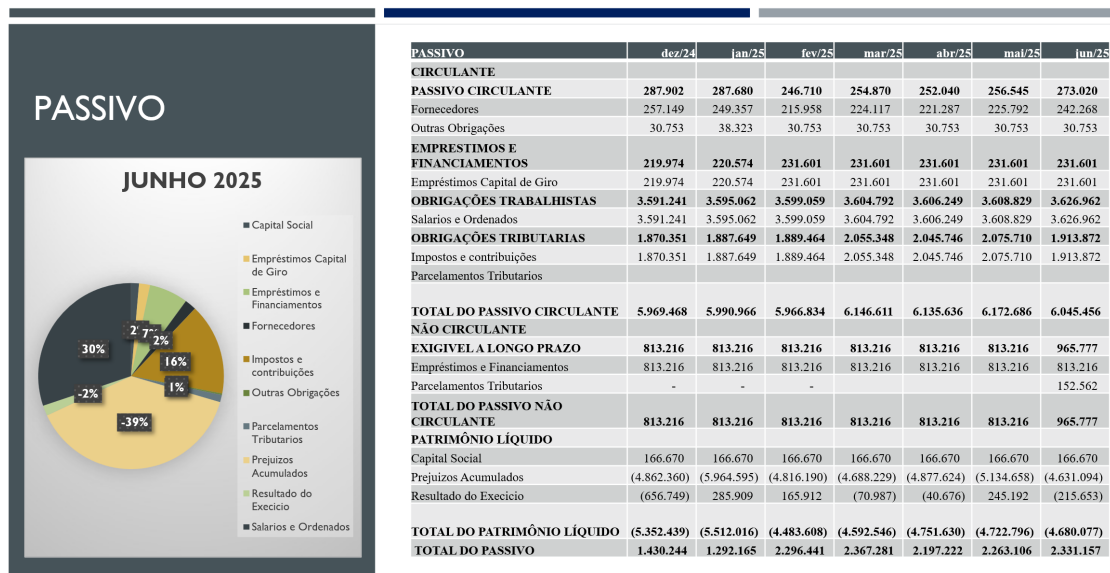 PASSIVO
JUNHO 2025
30%
2%
7%
2%
16%
1%
-2%
-39%
Capital Social
Empréstimos Capital
de Giro
Empréstimos e
Financiamentos
Fornecedores
Impostos e
contribuições
Outras Obrigações
Parcelamentos
Tributarios
Prejuizos
Acumulados
Resultado do
Execicio
Salarios e Ordenados
PASSIVO dez/24 jan/25 fev/25 mar/25 abr/25 mai/25 jun/25
CIRCULANTE
PASSIVO CIRCULANTE 287.902 287.680 246.710 254.870 252.040 256.545 273.020
Fornecedores 257.149 249.357 215.958 224.117 221.287 225.792 242.268
Outras Obrigações 30.753 38.323 30.753 30.753 30.753 30.753 30.753
EMPRESTIMOS E
FINANCIAMENTOS 219.974 220.574 231.601 231.601 231.601 231.601 231.601
Empréstimos Capital de Giro 219.974 220.574 231.601 231.601 231.601 231.601 231.601
OBRIGAÇÕES TRABALHISTAS 3.591.241 3.595.062 3.599.059 3.604.792 3.606.249 3.608.829 3.626.962
Salarios e Ordenados 3.591.241 3.595.062 3.599.059 3.604.792 3.606.249 3.608.829 3.626.962
OBRIGAÇÕES TRIBUTARIAS 1.870.351 1.887.649 1.889.464 2.055.348 2.045.746 2.075.710 1.913.872
Impostos e contribuições 1.870.351 1.887.649 1.889.464 2.055.348 2.045.746 2.075.710 1.913.872
Parcelamentos Tributarios
TOTAL DO PASSIVO CIRCULANTE 5.969.468 5.990.966 5.966.834 6.146.611 6.135.636 6.172.686 6.045.456
NÃO CIRCULANTE
EXIGIVEL A LONGO PRAZO 813.216 813.216 813.216 813.216 813.216 813.216 965.777
Empréstimos e Financiamentos 813.216 813.216 813.216 813.216 813.216 813.216 813.216
Parcelamentos Tributarios - - - 152.562
TOTAL DO PASSIVO NÃO
CIRCULANTE 813.216 813.216 813.216 813.216 813.216 813.216 965.777
PATRIMÔNIO LÍQUIDO
Capital Social 166.670 166.670 166.670 166.670 166.670 166.670 166.670
Prejuizos Acumulados (4.862.360) (5.964.595) (4.816.190) (4.688.229) (4.877.624) (5.134.658) (4.631.094)
Resultado do Execicio (656.749) 285.909 165.912 (70.987) (40.676) 245.192 (215.653)
TOTAL DO PATRIMÔNIO LÍQUIDO (5.352.439) (5.512.016) (4.483.608) (4.592.546) (4.751.630) (4.722.796) (4.680.077)
TOTAL DO PASSIVO 1.430.244 1.292.165 2.296.441 2.367.281 2.197.222 2.263.106 2.331.157